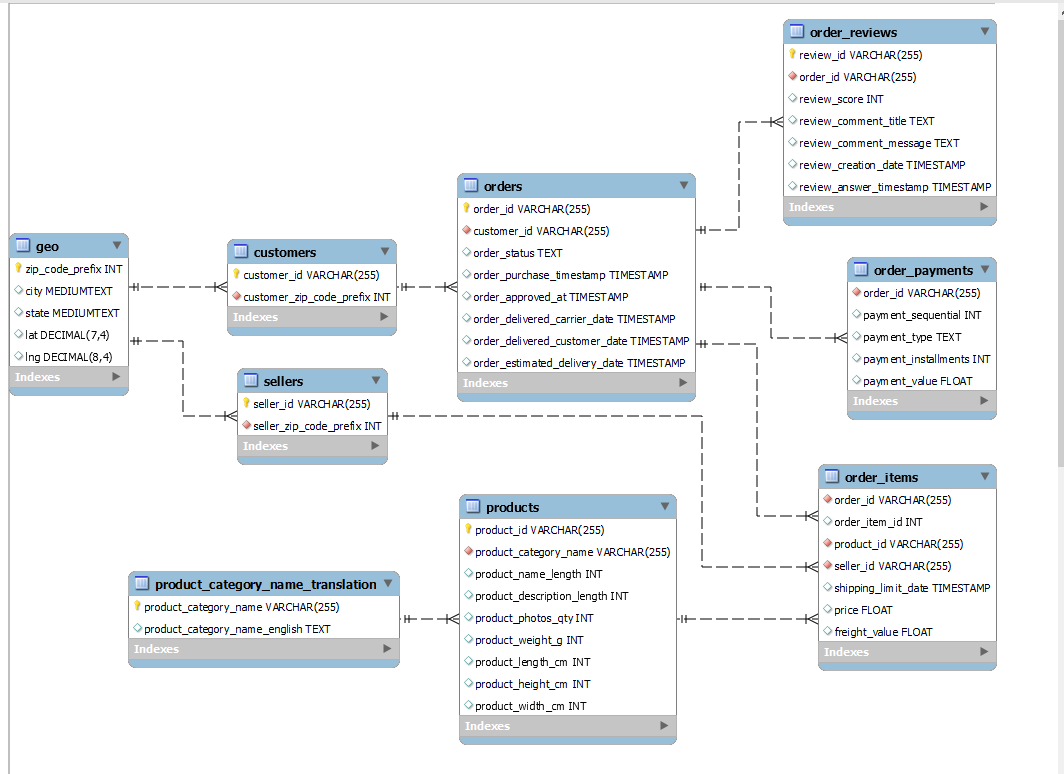 order_reviews
review_id VARCHAR(255)
order_id VARCHAR(255)
review_score INT
review_comment_title TEXT
review_comment_message TEXT
review_creation_date TIMESTAMP
review_answer_timestamp TIMESTAMP
Indexes
orders
order_id VARCHAR(255)
customer_id VARCHAR(255)
order_status TEXT
order_purchase_timestamp TIMESTAMP
order_approved_at TIMESTAMP
order_delivered_carrier_date TIMESTAMP
order_delivered_customer_date TIMESTAMP
order_estimated_delivery_date TIMESTAMP
Indexes
geo
zip_code_prefix INT
city MEDIUMTEXT
state MEDIUMTEXT
lat DECIMAL(7,4)
lng DECIMAL(8,4)
Indexes
customers
customer_id VARCHAR(255)
customer_zip_code_prefix INT
Indexes
order_payments
order_id VARCHAR(255)
payment_sequential INT
payment_type TEXT
payment_installments INT
payment_value FLOAT
Indexes
sellers
seller_id VARCHAR(255)
seller_zip_code_prefix INT
Indexes
order_items
order_id VARCHAR(255)
order_item_id INT
product_id VARCHAR(255)
seller_id VARCHAR(255)
shipping_limit_date TIMESTAMP
price FLOAT
freight_value FLOAT
Indexes
products
product_id VARCHAR(255)
product_category_name VARCHAR(255)
product_name_length INT
product_description_length INT
product_photos_qty INT
product_weight_g INT
product_length_cm INT
product_height_cm INT
product_width_cm INT
Indexes
product_category_name_translation
product_category_name VARCHAR(255)
product_category_name_english TEXT
Indexes